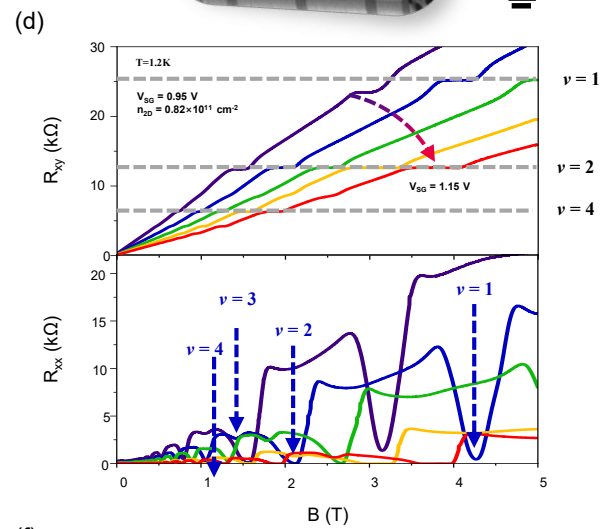 (d)
30
20
10
0
R_xy (kΩ)
T=1.2K
V_SG = 0.95 V
n_2D = 0.82×10^11 cm^-2
V_SG = 1.15 V
ν = 1
ν = 2
ν = 4
20
15
10
5
0
R_xx (kΩ)
ν = 4
ν = 3
ν = 2
ν = 1
0 1 2 3 4 5
B (T)